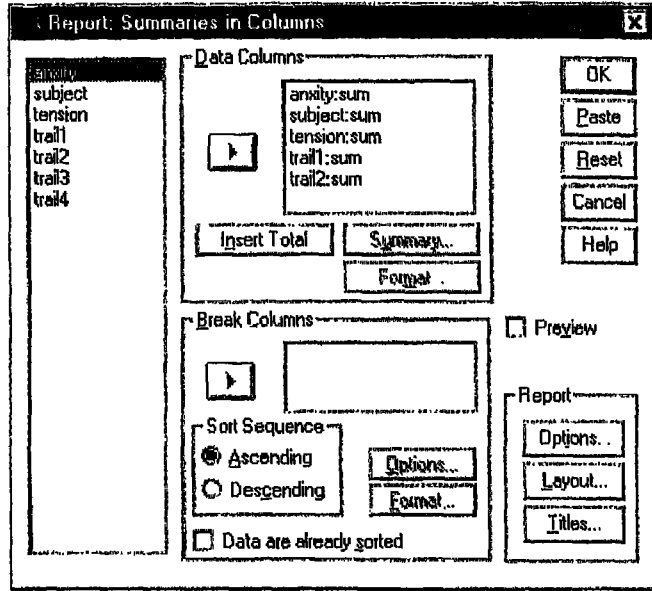 Report: Summaries in Columns
anxity
subject
tension
trail1
trail2
trail3
trail4
Data Columns
anxity:sum
subject:sum
tension:sum
trail1:sum
trail2:sum
Insert Total
Summary...
Format .
OK
Paste
Reset
Cancel
Help
Break Columns
Sort Sequence
Ascending
Descending
Options...
Format...
Data are already sorted
Preview
Report
Options. .
Layout...
Titles...